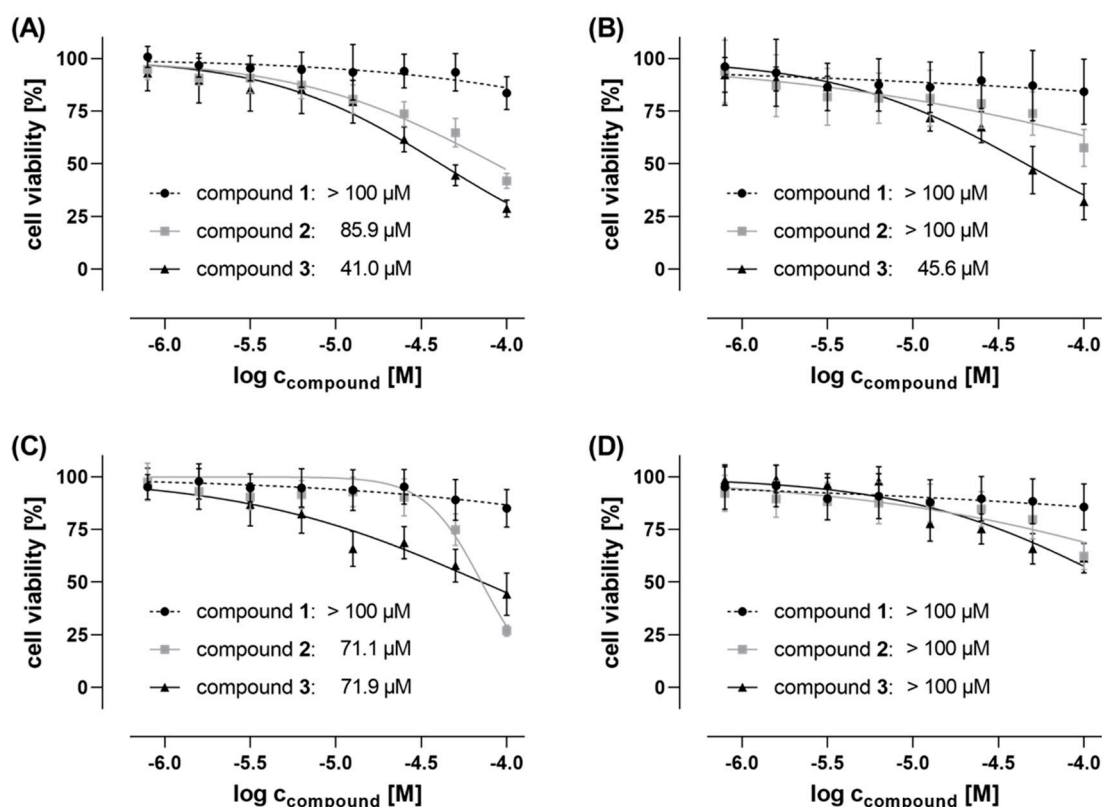 (A)
cell viability [%]
100
75
50
25
0
compound 1: > 100 µM
compound 2: 85.9 µM
compound 3: 41.0 µM
-6.0 -5.5 -5.0 -4.5 -4.0
log c compound [M]
(B)
cell viability [%]
100
75
50
25
0
compound 1: > 100 µM
compound 2: > 100 µM
compound 3: 45.6 µM
-6.0 -5.5 -5.0 -4.5 -4.0
log c compound [M]
(C)
cell viability [%]
100
75
50
25
0
compound 1: > 100 µM
compound 2: 71.1 µM
compound 3: 71.9 µM
-6.0 -5.5 -5.0 -4.5 -4.0
log c compound [M]
(D)
cell viability [%]
100
75
50
25
0
compound 1: > 100 µM
compound 2: > 100 µM
compound 3: > 100 µM
-6.0 -5.5 -5.0 -4.5 -4.0
log c compound [M]